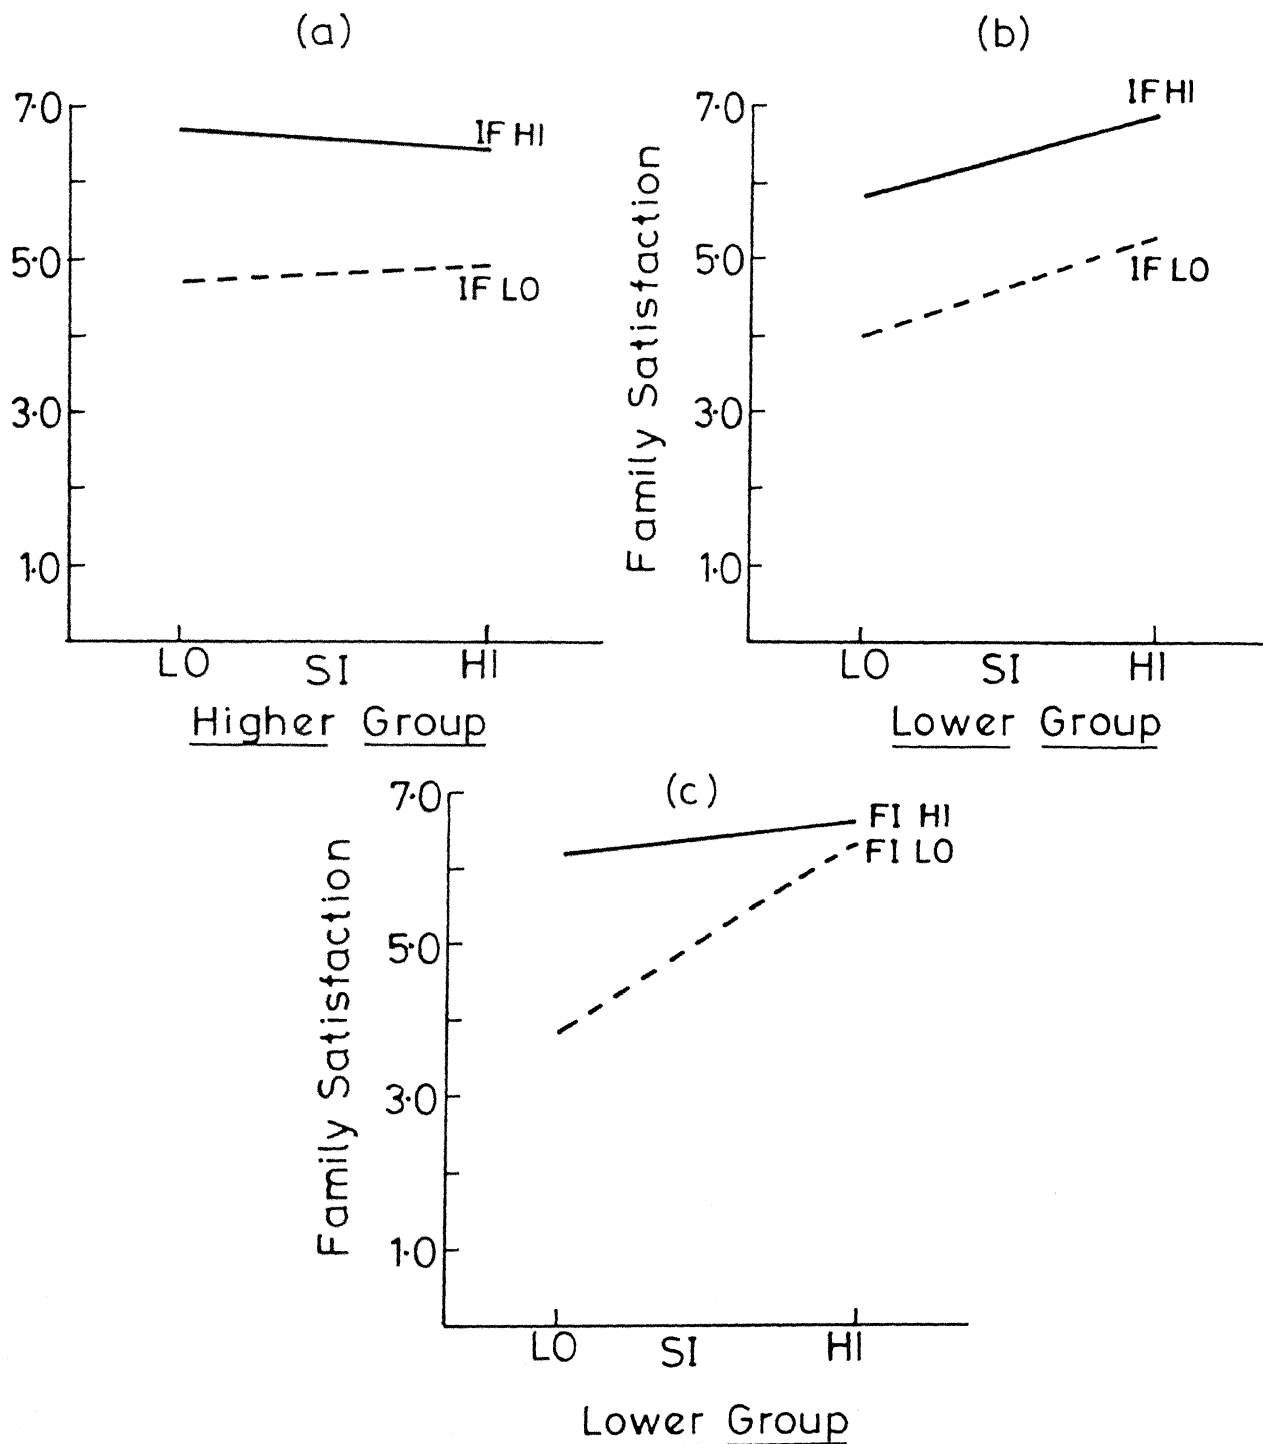 (a)
7.0
5.0
3.0
1.0
IF HI
IF LO
LO SI HI
Higher Group
(b)
Family Satisfaction
7.0
5.0
3.0
1.0
IF HI
IF LO
LO SI HI
Lower Group
(c)
Family Satisfaction
7.0
5.0
3.0
1.0
FI HI
FI LO
LO SI HI
Lower Group